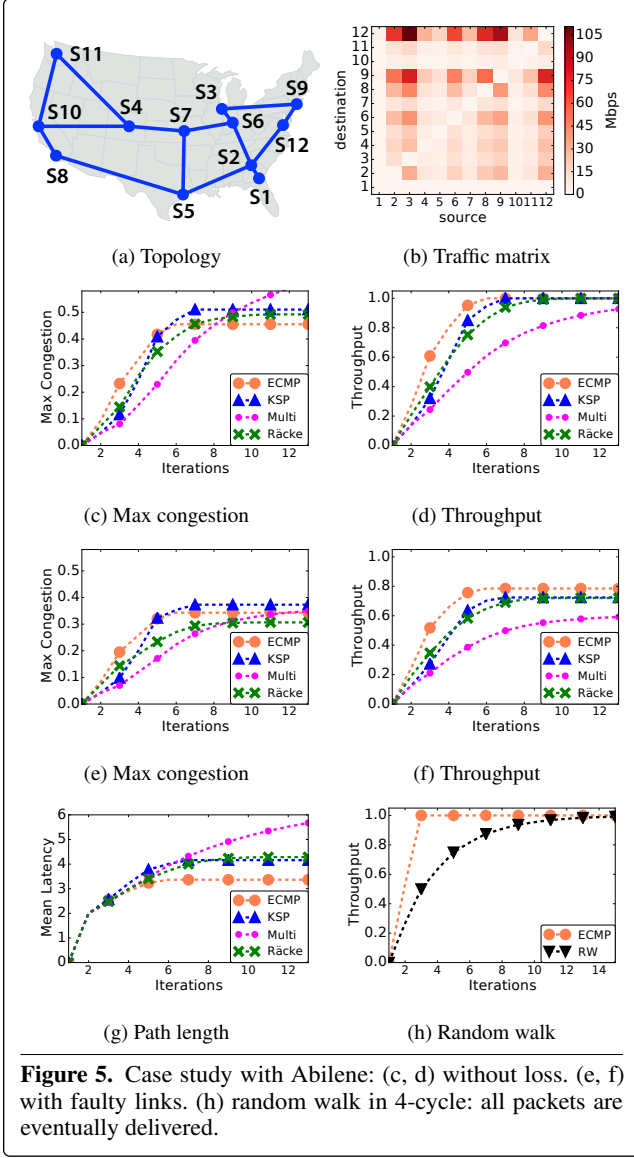 S11
S10
S4
S7
S3
S9
S6
S12
S8
S2
S5
S1
(a) Topology
destination
12
11
10
9
8
7
6
5
4
3
2
1
1 2 3 4 5 6 7 8 9 10 11 12
source
105
90
75
60
45
30
15
0
Mbps
(b) Traffic matrix
Max Congestion
0.5
0.4
0.3
0.2
0.1
0.0
2 4 6 8 10 12
Iterations
ECMP
KSP
Multi
Räcke
(c) Max congestion
Throughput
1.0
0.8
0.6
0.4
0.2
0.0
2 4 6 8 10 12
Iterations
ECMP
KSP
Multi
Räcke
(d) Throughput
Max Congestion
0.5
0.4
0.3
0.2
0.1
0.0
2 4 6 8 10 12
Iterations
ECMP
KSP
Multi
Räcke
(e) Max congestion
Throughput
1.0
0.8
0.6
0.4
0.2
0.0
2 4 6 8 10 12
Iterations
ECMP
KSP
Multi
Räcke
(f) Throughput
Mean Latency
6
5
4
3
2
1
0
2 4 6 8 10 12
Iterations
ECMP
KSP
Multi
Räcke
(g) Path length
Throughput
1.0
0.8
0.6
0.4
0.2
0.0
2 4 6 8 10 12 14
Iterations
ECMP
RW
(h) Random walk
Figure 5. Case study with Abilene: (c, d) without loss. (e, f)
with faulty links. (h) random walk in 4-cycle: all packets are
eventually delivered.